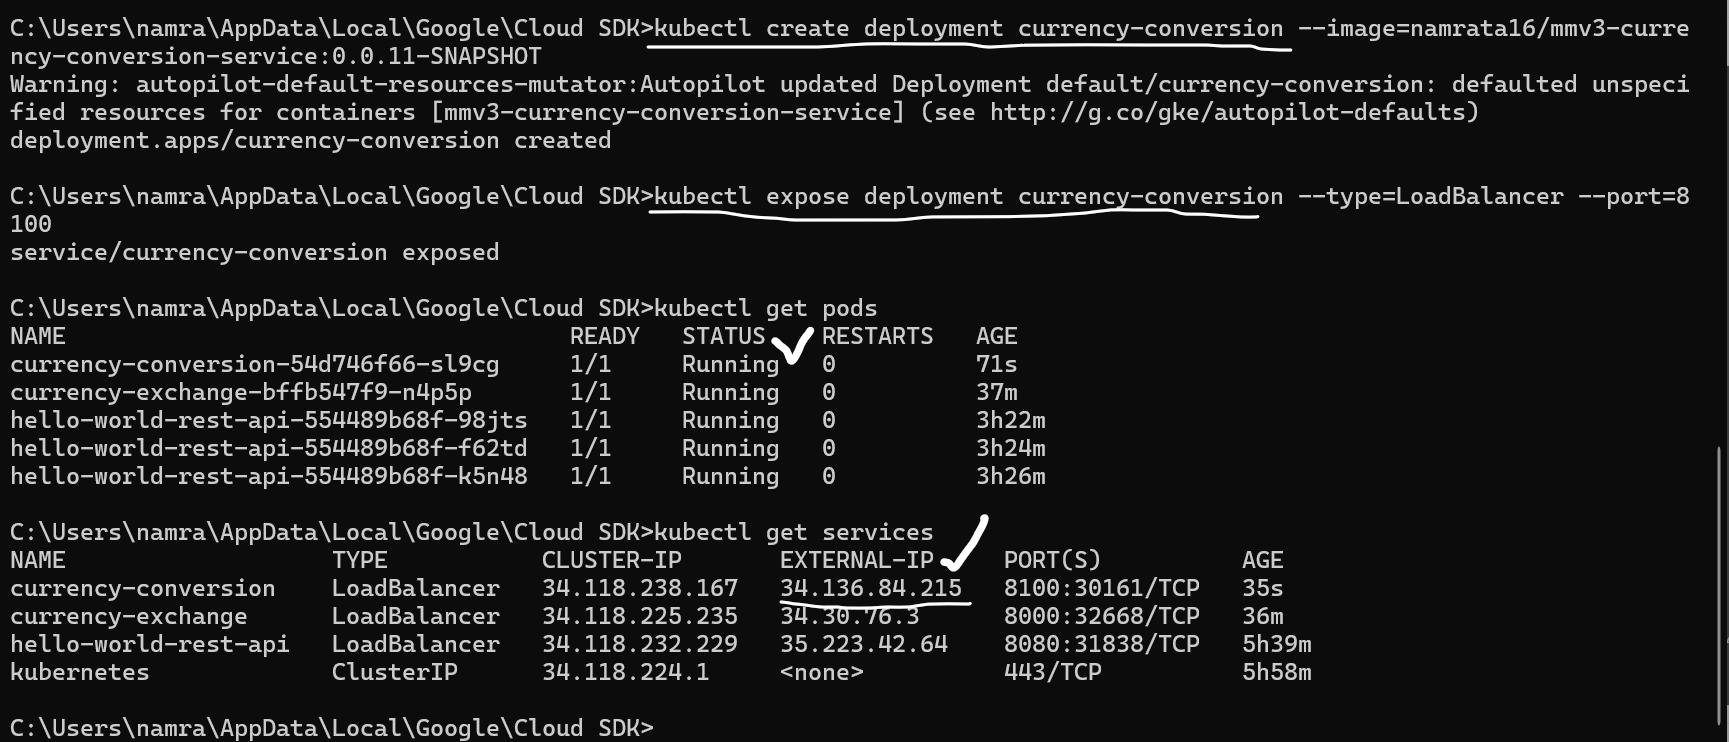 C:\Users\namra\AppData\Local\Google\Cloud SDK>kubectl create deployment currency-conversion --image=namrata16/mmv3-curre
ncy-conversion-service:0.0.11-SNAPSHOT
Warning: autopilot-default-resources-mutator:Autopilot updated Deployment default/currency-conversion: defaulted unspeci
fied resources for containers [mmv3-currency-conversion-service] (see http://g.co/gke/autopilot-defaults)
deployment.apps/currency-conversion created
C:\Users\namra\AppData\Local\Google\Cloud SDK>kubectl expose deployment currency-conversion --type=LoadBalancer --port=8
100
service/currency-conversion exposed
C:\Users\namra\AppData\Local\Google\Cloud SDK>kubectl get pods
NAME READY STATUS RESTARTS AGE
currency-conversion-54d746f66-sl9cg 1/1 Running 0 71s
currency-exchange-bffb547f9-n4p5p 1/1 Running 0 37m
hello-world-rest-api-554489b68f-98jts 1/1 Running 0 3h22m
hello-world-rest-api-554489b68f-f62td 1/1 Running 0 3h24m
hello-world-rest-api-554489b68f-k5n48 1/1 Running 0 3h26m
C:\Users\namra\AppData\Local\Google\Cloud SDK>kubectl get services
NAME TYPE CLUSTER-IP EXTERNAL-IP PORT(S) AGE
currency-conversion LoadBalancer 34.118.238.167 34.136.84.215 8100:30161/TCP 35s
currency-exchange LoadBalancer 34.118.225.235 34.30.76.3 8000:32668/TCP 36m
hello-world-rest-api LoadBalancer 34.118.232.229 35.223.42.64 8080:31838/TCP 5h39m
kubernetes ClusterIP 34.118.224.1 <none> 443/TCP 5h58m
C:\Users\namra\AppData\Local\Google\Cloud SDK>